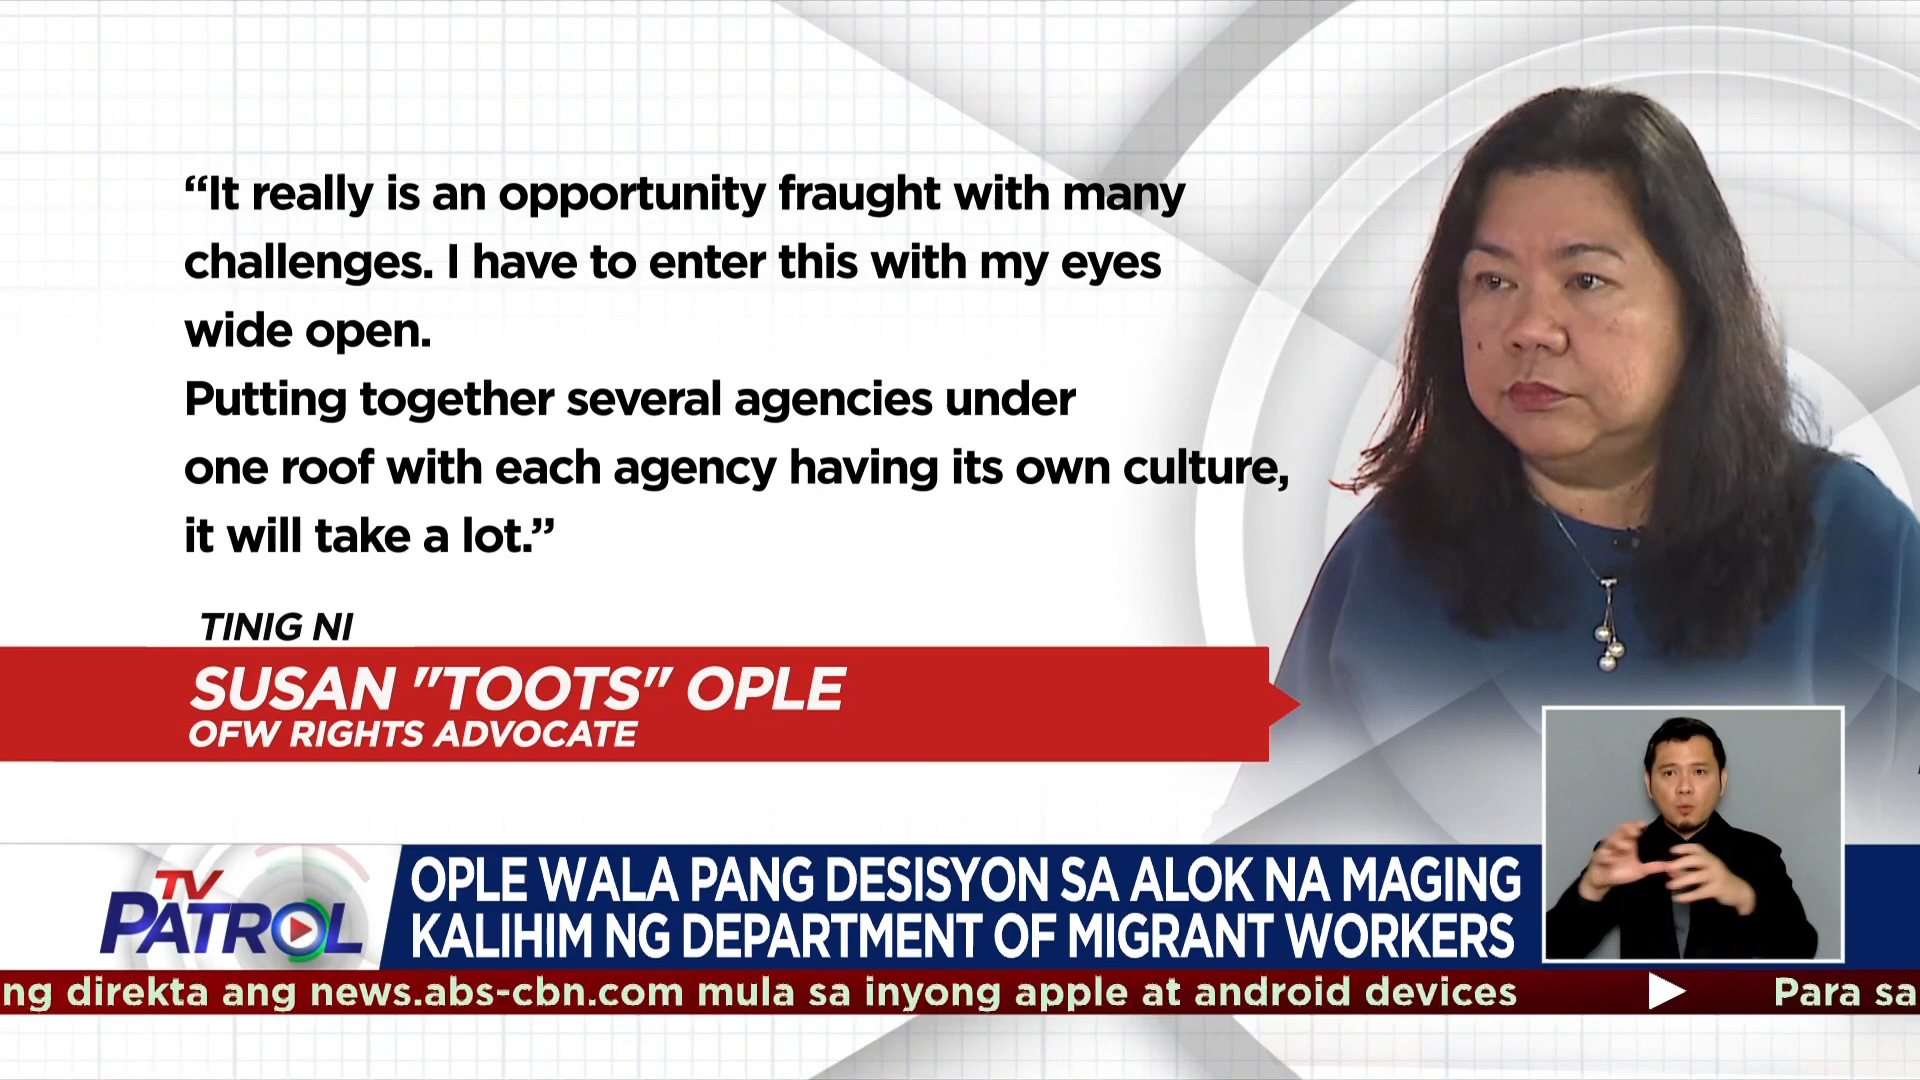 “It really is an opportunity fraught with many
challenges. I have to enter this with my eyes
wide open.
Putting together several agencies under
one roof with each agency having its own culture,
it will take a lot.”
TINIG NI
SUSAN "TOOTS" OPLE
OFW RIGHTS ADVOCATE
TV
PATROL
OPLE WALA PANG DESISYON SA ALOK NA MAGING
KALIHIM NG DEPARTMENT OF MIGRANT WORKERS
ng direkta ang news.abs-cbn.com mula sa inyong apple at android devices Para sa